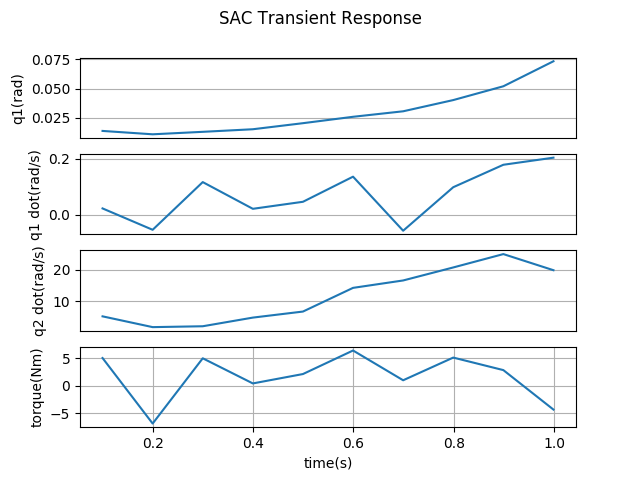 SAC Transient Response
q1(rad)
0.075
0.050
0.025
q1 dot(rad/s)
0.2
0.0
q2 dot(rad/s)
20
10
torque(Nm)
5
0
−5
0.2 0.4 0.6 0.8 1.0
time(s)